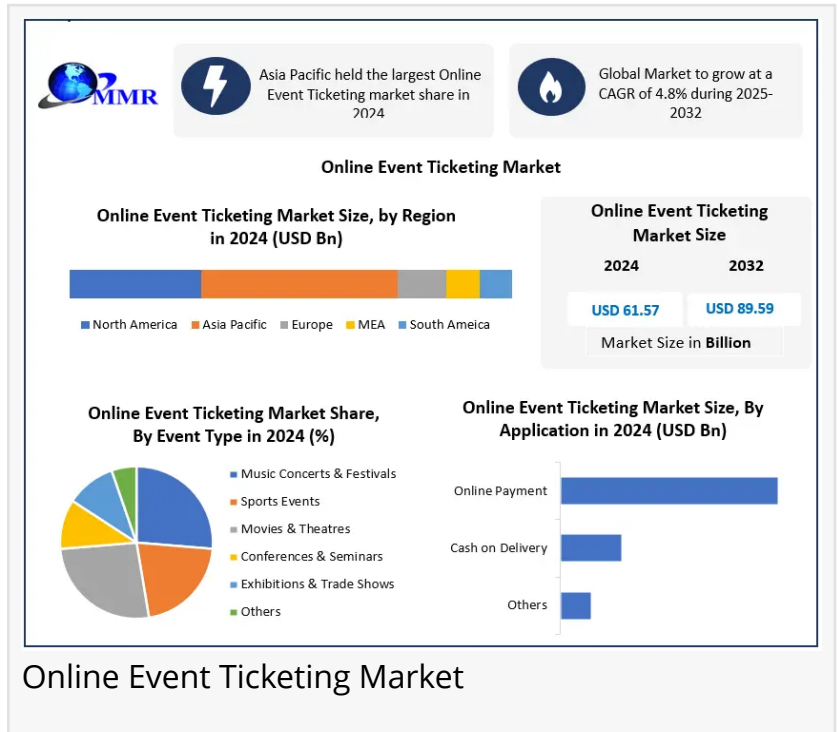 MMR
Asia Pacific held the largest Online
Event Ticketing market share in
2024
Global Market to grow at a
CAGR of 4.8% during 2025-
2032
Online Event Ticketing Market
Online Event Ticketing Market Size, by Region
in 2024 (USD Bn)
North America
Asia Pacific
Europe
MEA
South Ameica
Online Event Ticketing
Market Size
2024
2032
USD 61.57
USD 89.59
Market Size in Billion
Online Event Ticketing Market Share,
By Event Type in 2024 (%)
Music Concerts & Festivals
Sports Events
Movies & Theatres
Conferences & Seminars
Exhibitions & Trade Shows
Others
Online Event Ticketing Market Size, By
Application in 2024 (USD Bn)
Online Payment
Cash on Delivery
Others
Online Event Ticketing Market